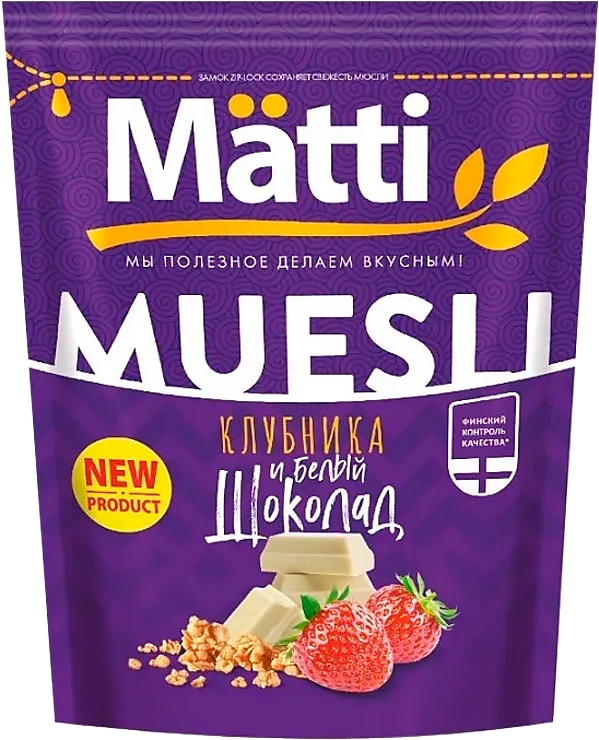 ЗАМОК ZIP-LOCK СОХРАНЯЕТ СВЕЖЕСТЬ МЮСЛИ
Mätti
МЫ ПОЛЕЗНОЕ ДЕЛАЕМ ВКУСНЫМ!
MUESLI
КЛУБНИКА
и белый
Шоколад
ФИНСКИЙ
КОНТРОЛЬ
КАЧЕСТВА*
NEW
PRODUCT